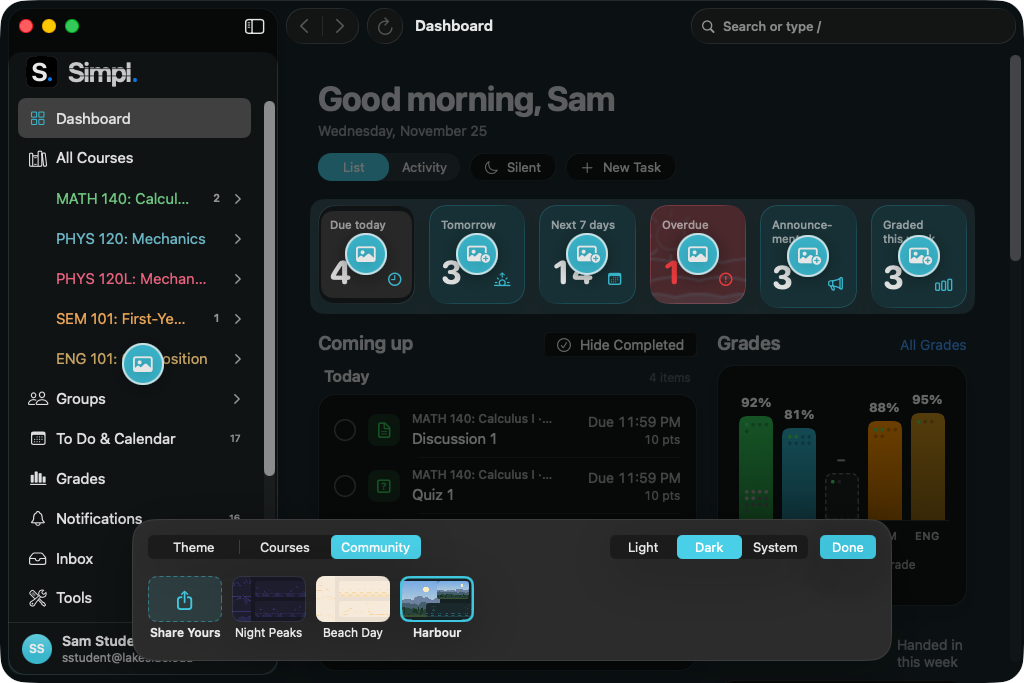 Dashboard
Search or type /
S. Simpl.
Dashboard
All Courses
MATH 140: Calcul... 2
PHYS 120: Mechanics
PHYS 120L: Mechan...
SEM 101: First-Ye... 1
ENG 101:
Groups
To Do & Calendar 17
Grades
Notifications 16
Inbox
Tools
SS
Sam Stude
Good morning, Sam
Wednesday, November 25
List
Activity
Silent
New Task
Due today
4
Tomorrow
3
Next 7 days
14
Overdue
1
Announce-
3
Graded
this
3
Coming up
Hide Completed
Today
4 items
MATH 140: Calculus I ·...
Due 11:59 PM
Discussion 1
10 pts
MATH 140: Calculus I ·...
Due 11:59 PM
Quiz 1
10 pts
Grades
All Grades
92%
81%
–
88%
95%
ENG
Handed in
this week
Theme
Courses
Community
Light
Dark
System
Done
Share Yours
Night Peaks
Beach Day
Harbour